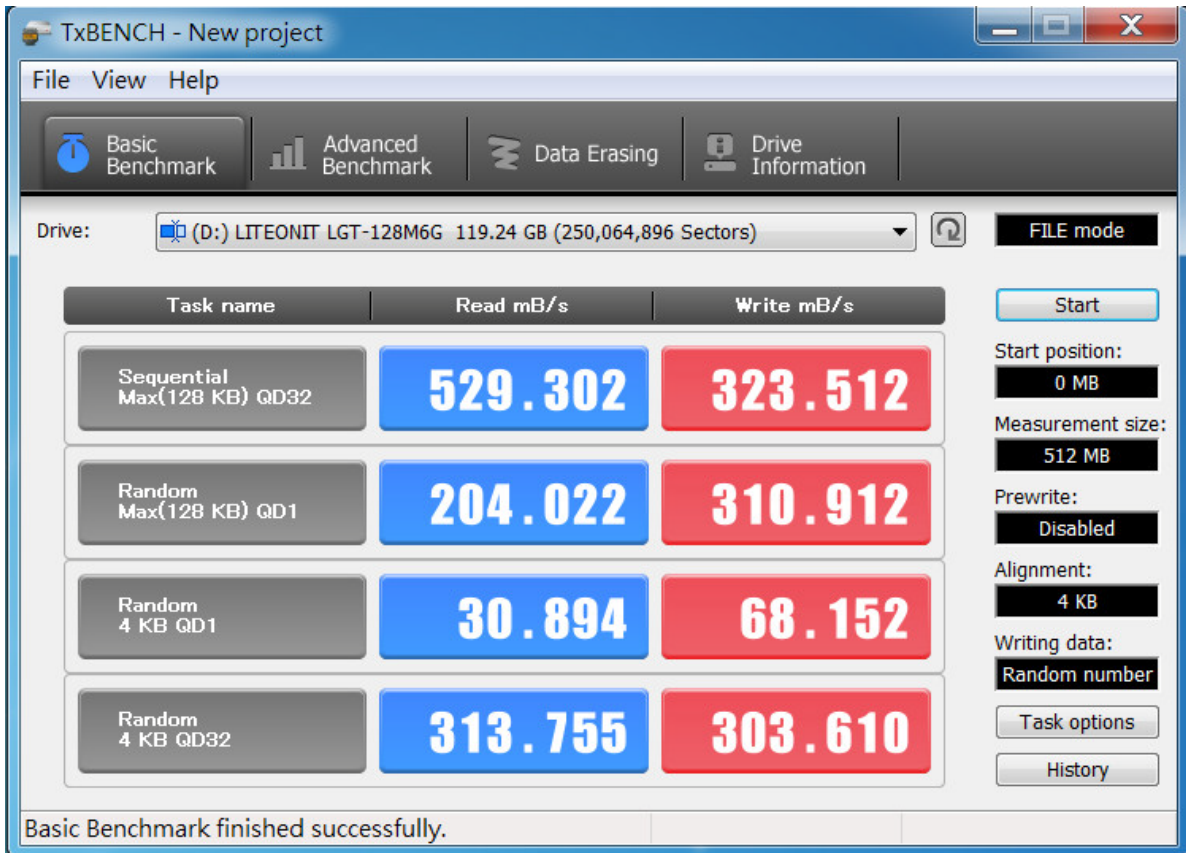 TxBENCH - New project
File View Help
Basic
Benchmark
Advanced
Benchmark
Data Erasing
Drive
Information
Drive:
(D:) LITEONIT LGT-128M6G 119.24 GB (250,064,896 Sectors)
FILE mode
Task name Read mB/s Write mB/s
Start
Sequential
Max(128 KB) QD32
529.302 323.512
Start position:
0 MB
Measurement size:
512 MB
Random
Max(128 KB) QD1
204.022 310.912
Prewrite:
Disabled
Alignment:
4 KB
Random
4 KB QD1
30.894 68.152
Writing data:
Random number
Random
4 KB QD32
313.755 303.610
Task options
History
Basic Benchmark finished successfully.